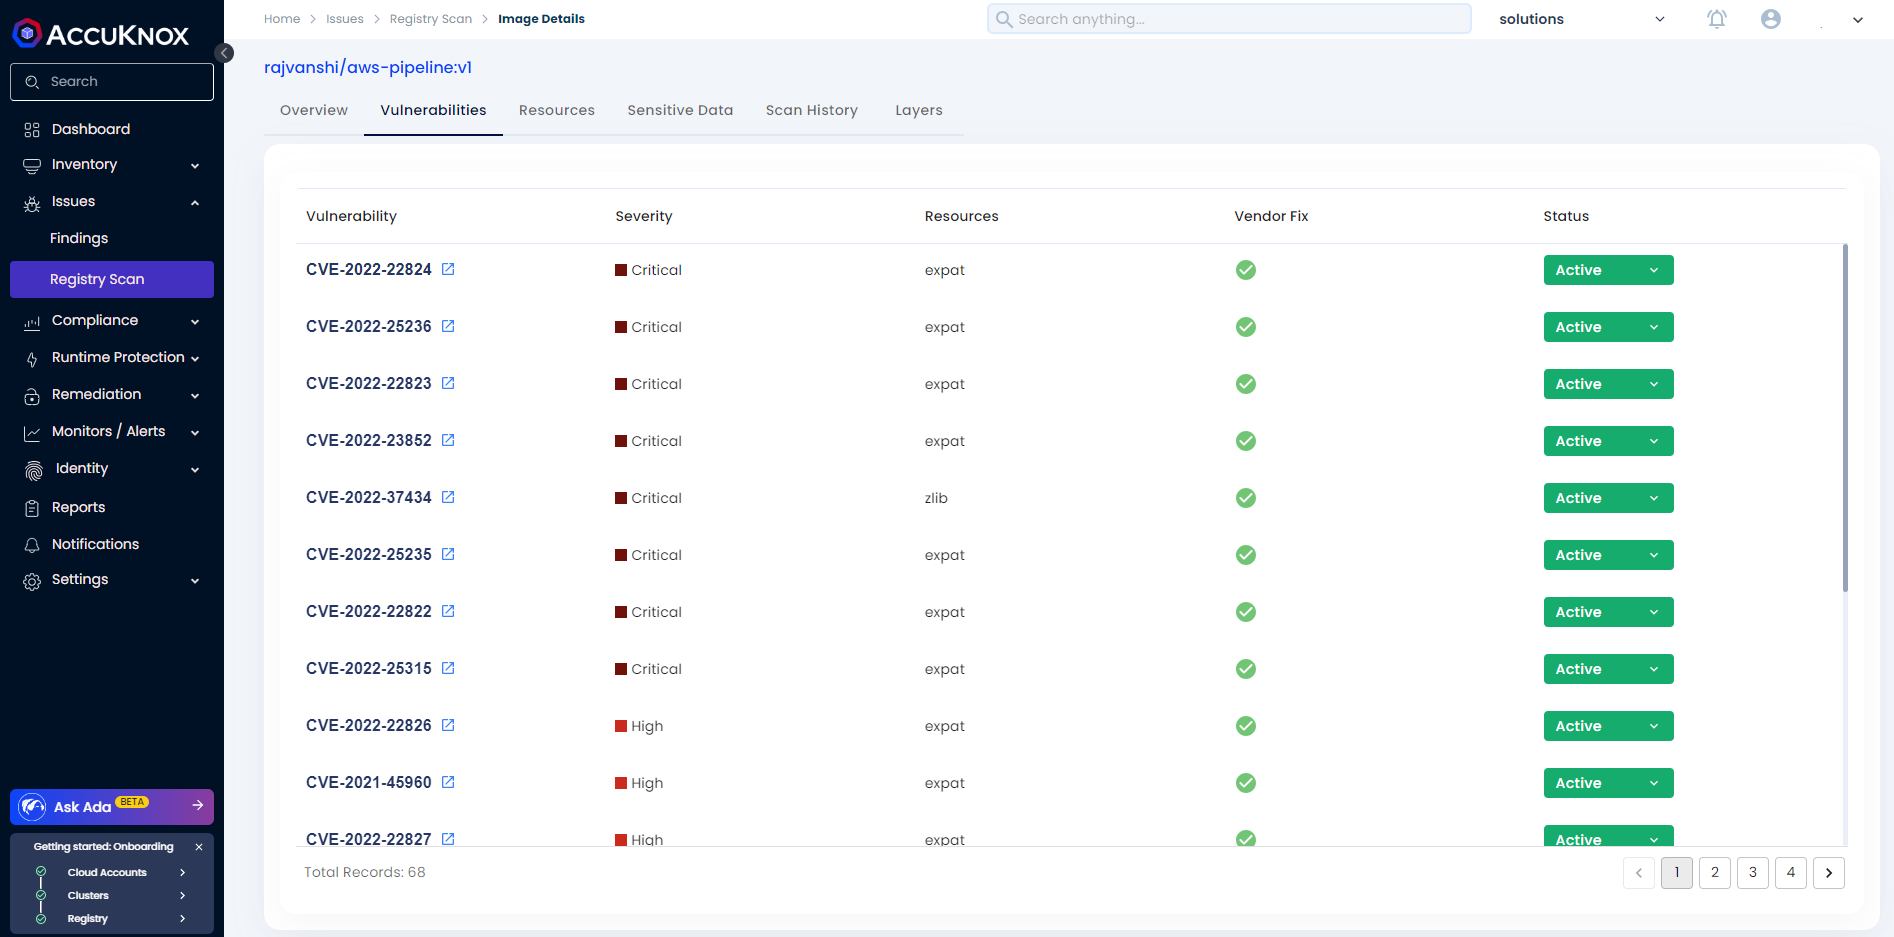 ACCUKNOX
Search
Dashboard
Inventory
Issues
Findings
Registry Scan
Compliance
Runtime Protection
Remediation
Monitors / Alerts
Identity
Reports
Notifications
Settings
Ask Ada BETA
Getting started: Onboarding
Cloud Accounts
Clusters
Registry
Home > Issues > Registry Scan > Image Details
Search anything...
solutions
rajvanshi/aws-pipeline:v1
Overview Vulnerabilities Resources Sensitive Data Scan History Layers
Vulnerability Severity Resources Vendor Fix Status
CVE-2022-22824 Critical expat Active
CVE-2022-25236 Critical expat Active
CVE-2022-22823 Critical expat Active
CVE-2022-23852 Critical expat Active
CVE-2022-37434 Critical zlib Active
CVE-2022-25235 Critical expat Active
CVE-2022-22822 Critical expat Active
CVE-2022-25315 Critical expat Active
CVE-2022-22826 High expat Active
CVE-2021-45960 High expat Active
CVE-2022-22827 High expat Active
Total Records: 68
1 2 3 4